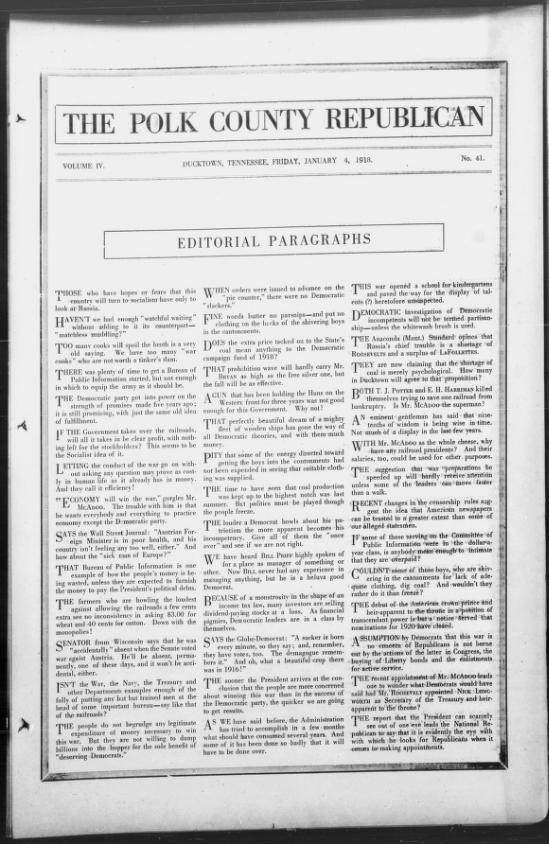 THE POLK COUNTY REPUBLICAN
VOLUME IV.
DUCKTOWN, TENNESSEE, FRIDAY, JANUARY 4, 1918.
No. 41.
EDITORIAL PARAGRAPHS
THOSE who have hopes or fears that this
country will turn to socialism have only to
look at Russia.
HAVEN'T we had enough "watchful waiting"
without adding to it its counterpart—
"matchless muddling?"
TOO many cooks will spoil the broth is a very
old saying. We have too many "war
cooks" who are not worth a tinker's dam.
THERE was plenty of time to get a Bureau of
Public Information started, but not enough
in which to equip the army as it should be.
THE Democratic party got into power on the
strength of promises made five years ago;
it is still promising, with just the same old idea
of fulfillment.
IF THE Government takes over the railroads,
will all it takes in be clear profit, with noth-
ing left for the stockholders? This seems to be
the Socialist idea of it.
LETTING the conduct of the war go on with-
out asking any question may prove as cost-
ly in human life as it already has in money.
And they call it efficiency!
"ECONOMY will win the war," gurgles Mr.
MCADOO. The trouble with him is that
he wants everybody and everything to practice
economy except the Democratic party.
SAYS the Wall Street Journal: "Austrian For-
eign Minister is in poor health, and his
country isn't feeling any too well, either." And
how about the "sick man of Europe?"
THAT Bureau of Public Information is one
example of how the people's money is be-
ing wasted, unless they are expected to furnish
the money to pay the President's political debts.
THE farmers who are howling the loudest
against allowing the railroads a few cents
extra see no inconsistency in asking $3.00 for
wheat and 40 cents for cotton. Down with the
monopolies!
SENATOR from Wisconsin says that he was
"accidentally" absent when the Senate voted
war against Austria. He'll be absent, perma-
nently, one of these days, and it won't be acci-
dental, either.
ISN'T the War, the Navy, the Treasury and
other Departments examples enough of the
folly of putting any but trained men at the
head of some important bureau—say like that
of the railroads?
THE people do not begrudge any legitimate
expenditure of money necessary to win
this war. But they are not willing to dump
billions into the hopper for the sole benefit of
"deserving Democrats."
WHEN orders were issued to advance on the
"pie counter," there were no Democratic
"slackers."
FINE words butter no parsnips—and put no
clothing on the backs of the shivering boys
in the cantonments.
DOES the extra price tacked on to the State's
coal mean anything to the Democratic
campaign fund of 1918?
THAT prohibition wave will hardly carry Mr.
BRYAN as high as the free silver one, but
the fall will be as effective.
A GUN that has been holding the Huns on the
Western front for three years was not good
enough for this Government. Why not?
THAT perfectly beautiful dream of a mighty
fleet of wooden ships has gone the way of
all Democratic theories, and with them much
money.
PITY that some of the energy diverted toward
getting the boys into the cantonments had
not been expended in seeing that suitable cloth-
ing was supplied.
THE time to have seen that coal production
was kept up to the highest notch was last
summer. But politics must be played though
the people freeze.
THE louder a Democrat howls about his pa-
triotism the more apparent becomes his
incompetency. Give all of them the "once
over" and see if we are not right.
WE have heard BILL PIORY highly spoken of
for a place as manager of something or
other. Now BILL never had any experience in
managing anything, but he is a heluva good
Democrat.
BECAUSE of a monstrosity in the shape of an
income tax law, many investors are selling
dividend-paying stocks at a loss. As financial
pigmies, Democratic leaders are in a class by
themselves.
SAYS the Globe-Democrat: "A sucker is born
every minute, so they say; and, remember,
they have votes, too. The demagogue remem-
bers it." And oh, what a beautiful crop there
was in 1916!"
THE sooner the President arrives at the con-
clusion that the people are more concerned
about winning this war than in the success of
the Democratic party, the quicker we are going
to get results.
AS WE have said before, the Administration
has tried to accomplish in a few months
what should have consumed several years. And
some of it has been done so badly that it will
have to be done over.
THIS war opened a school for kindergartens
and paved the way for the display of tal-
ents (?) heretofore unsuspected.
DEMOCRATIC investigation of Democratic
incompetents will not be termed partisan-
ship—unless the whitewash brush is used.
THE Anaconda (Mont.) Standard opines that
Russia's chief trouble is a shortage of
ROOSEVELTS and a surplus of LAFOLLETTES.
THEY are now claiming that the shortage of
coal is merely psychological. How many
in Ducktown will agree to that proposition?
BOTH T. J. POTTER and E. H. HARRIMAN killed
themselves trying to save one railroad from
bankruptcy. Is Mr. MCADOO the superman?
AN eminent gentleman has said that nine-
tenths of wisdom is being wise in time.
Not much of a display in the last few years.
WITH Mr. MCADOO as the whole cheese, why
have any railroad presidents? And their
salaries, too, could be used for other purposes.
THE suggestion that war preparations be
speeded up will hardly receive attention
unless some of the leaders can move faster
than a walk.
RECENT changes in the censorship rules sug-
gest the idea that American newspapers
can be trusted to a greater extent than some of
our alleged statesmen.
IF some of those serving on the Committee of
Public Information were in the dollar-a-
year class, is anybody mean enough to intimate
that they are overpaid?
COULDN'T some of those boys, who are shiv-
ering in the cantonments for lack of ade-
quate clothing, dig coal? And wouldn't they
rather do it than freeze?
THE debut of the American crown prince and
heir-apparent to the throne in a position of
transcendent power is but a notice served that
nominations for 1920 have closed.
ASSUMPTION by Democrats that this war is
no concern of Republicans is not borne
out by the actions of the latter in Congress, the
buying of Liberty bonds and the enlistments
for active service.
THE recent appointment of Mr. MCADOO leads
one to wonder what Democrats would have
said had Mr. ROOSEVELT appointed NICK LONG-
WORTH as Secretary of the Treasury and heir-
apparent to the throne?
THE report that the President can scarcely
see out of one eye leads the National Re-
publican to say that it is evidently the eye with
with which he looks for Republicans when it
comes to making appointments.